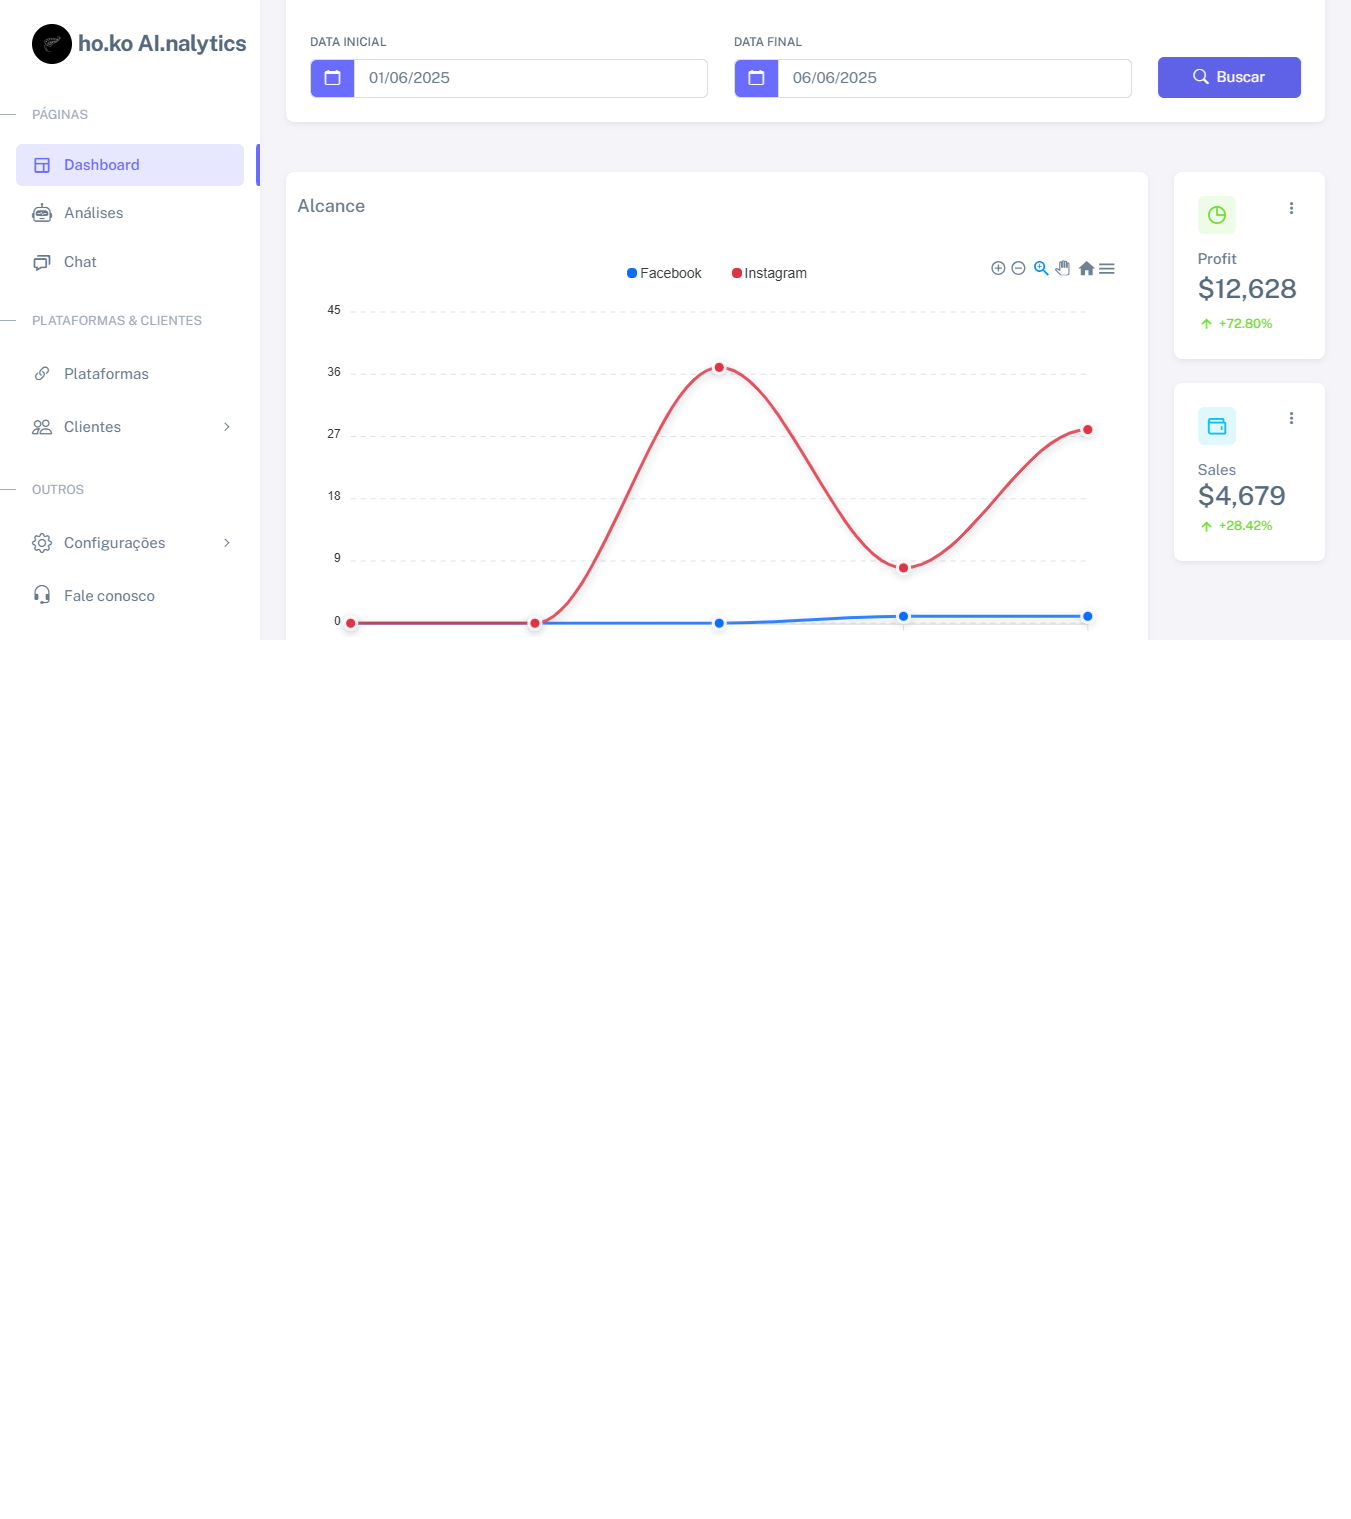 ho.ko AI.nalytics
PÁGINAS
Dashboard
Análises
Chat
PLATAFORMAS & CLIENTES
Plataformas
Clientes
OUTROS
Configurações
Fale conosco
DATA INICIAL
01/06/2025
DATA FINAL
06/06/2025
Buscar
Alcance
Facebook Instagram
45
36
27
18
9
0
Profit
$12,628
+72.80%
Sales
$4,679
+28.42%